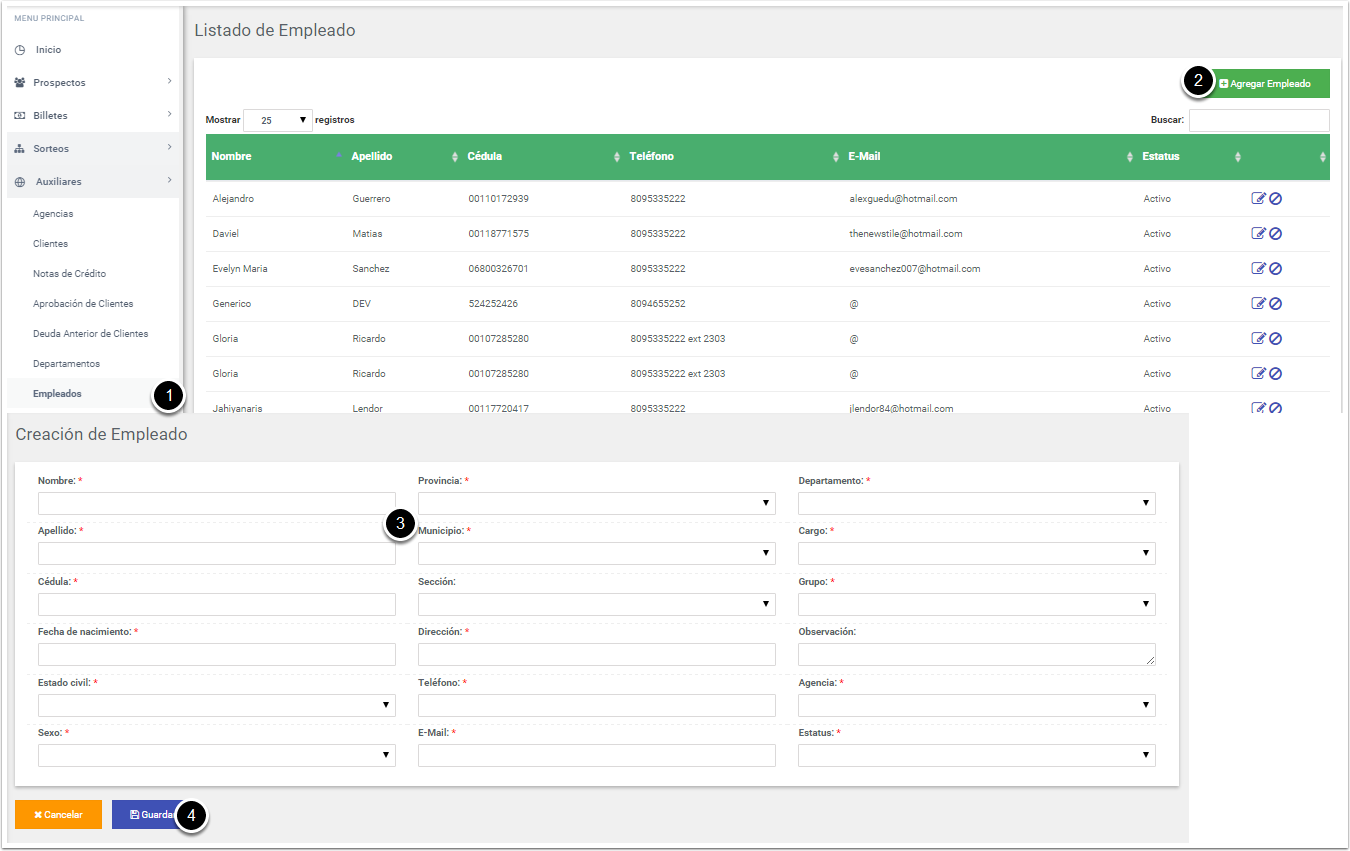 MENU PRINCIPAL
Inicio
Prospectos
Billetes
Sorteos
Auxiliares
Agencias
Clientes
Notas de Crédito
Aprobación de Clientes
Deuda Anterior de Clientes
Departamentos
Empleados
1
Listado de Empleado
2
Agregar Empleado
Mostrar 25 registros
Buscar:
Nombre Apellido Cédula Teléfono E-Mail Estatus
Alejandro Guerrero 00110172939 8095335222 alexguedu@hotmail.com Activo
Daviel Matias 00118771575 8095335222 thenewstile@hotmail.com Activo
Evelyn Maria Sanchez 06800326701 8095335222 evesanchez007@hotmail.com Activo
Generico DEV 524252426 8094655252 @ Activo
Gloria Ricardo 00107285280 8095335222 ext 2303 @ Activo
Gloria Ricardo 00107285280 8095335222 ext 2303 @ Activo
Jahiyanaris Lendor 00117720417 8095335222 jlendor84@hotmail.com Activo
Creación de Empleado
Nombre: * Provincia: * Departamento: *
3
Apellido: * Municipio: * Cargo: *
Cédula: * Sección: Grupo: *
Fecha de nacimiento: * Dirección: * Observación:
Estado civil: * Teléfono: * Agencia: *
Sexo: * E-Mail: * Estatus: *
Cancelar Guardar 4